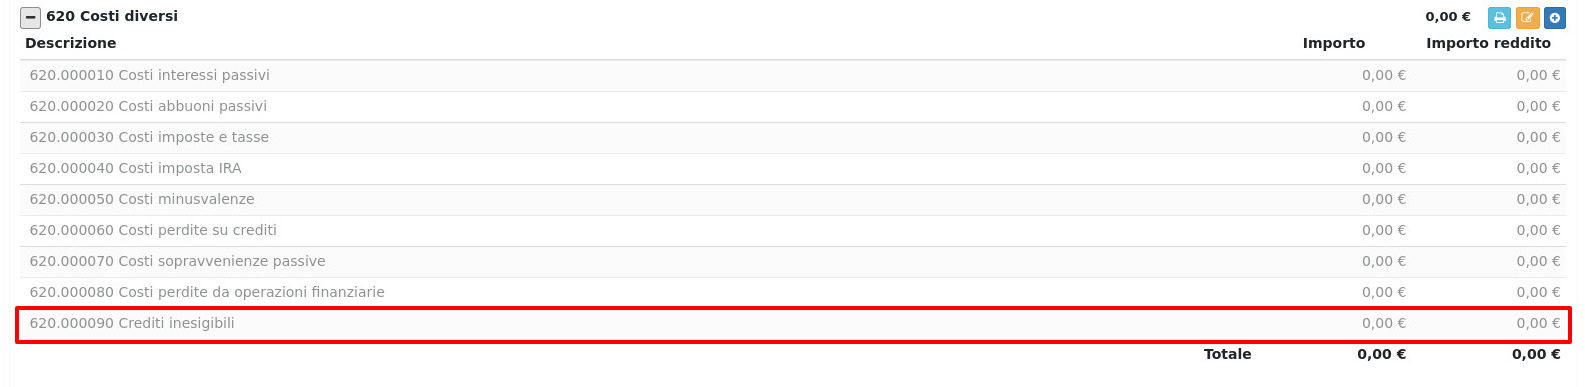 620 Costi diversi 0,00 €
Descrizione Importo Importo reddito
620.000010 Costi interessi passivi 0,00 € 0,00 €
620.000020 Costi abbuoni passivi 0,00 € 0,00 €
620.000030 Costi imposte e tasse 0,00 € 0,00 €
620.000040 Costi imposta IRA 0,00 € 0,00 €
620.000050 Costi minusvalenze 0,00 € 0,00 €
620.000060 Costi perdite su crediti 0,00 € 0,00 €
620.000070 Costi sopravvenienze passive 0,00 € 0,00 €
620.000080 Costi perdite da operazioni finanziarie 0,00 € 0,00 €
620.000090 Crediti inesigibili 0,00 € 0,00 €
Totale 0,00 € 0,00 €